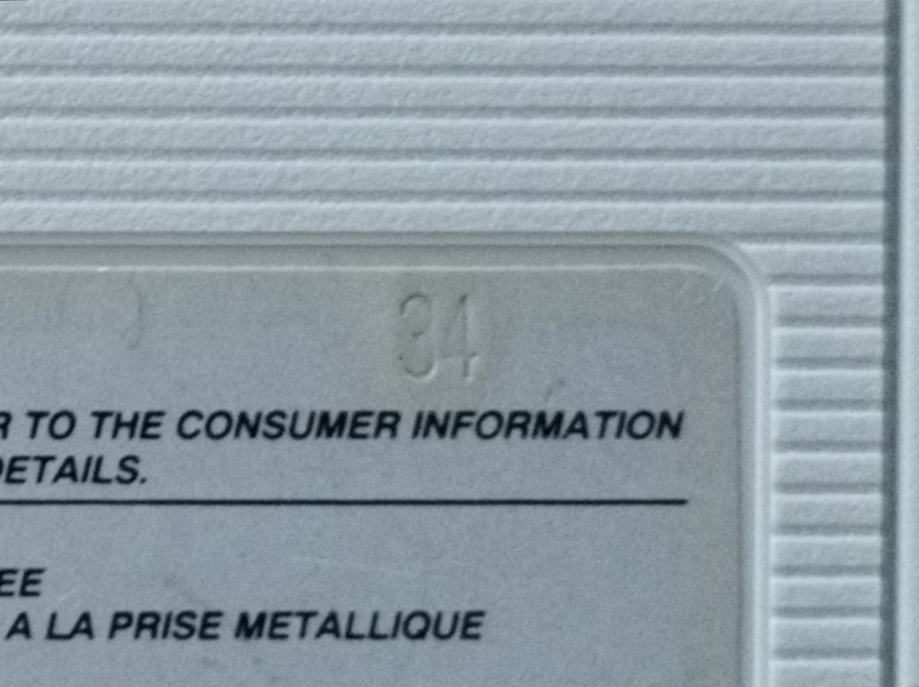 34
R TO THE CONSUMER INFORMATION
DETAILS.
EE
A LA PRISE METALLIQUE